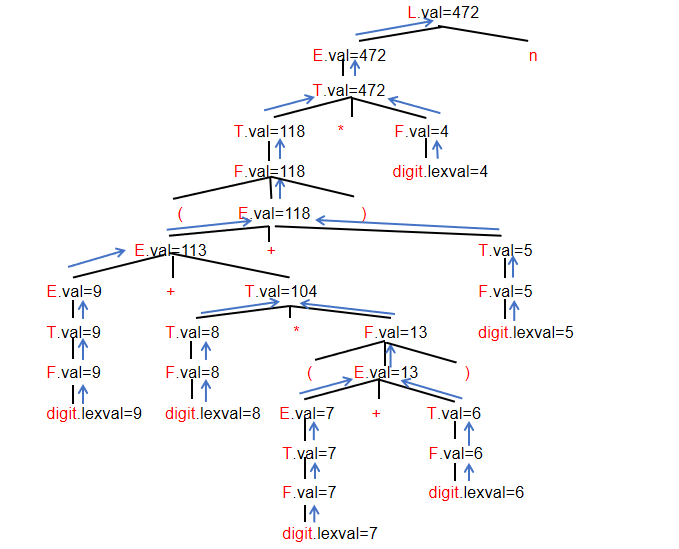 L.val=472
E.val=472 n
T.val=472
T.val=118 * F.val=4
F.val=118 digit.lexval=4
( E.val=118 )
E.val=113 + T.val=5
E.val=9 + T.val=104 F.val=5
T.val=9 T.val=8 * F.val=13 digit.lexval=5
F.val=9 F.val=8 ( E.val=13 )
digit.lexval=9 digit.lexval=8 E.val=7 + T.val=6
T.val=7 F.val=6
F.val=7 digit.lexval=6
digit.lexval=7